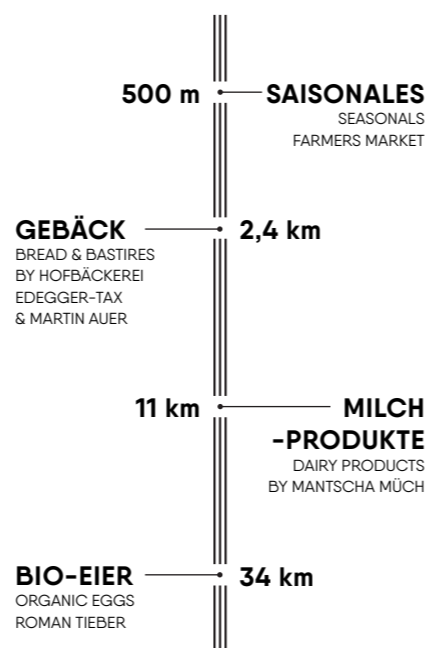 500 m
SAISONALES
SEASONALS
FARMERS MARKET
GEBÄCK
BREAD & BASTIRES
BY HOFBÄCKEREI
EDEGGER-TAX
& MARTIN AUER
2,4 km
11 km
MILCH
-PRODUKTE
DAIRY PRODUCTS
BY MANTSCHA MÜCH
BIO-EIER
ORGANIC EGGS
ROMAN TIEBER
34 km